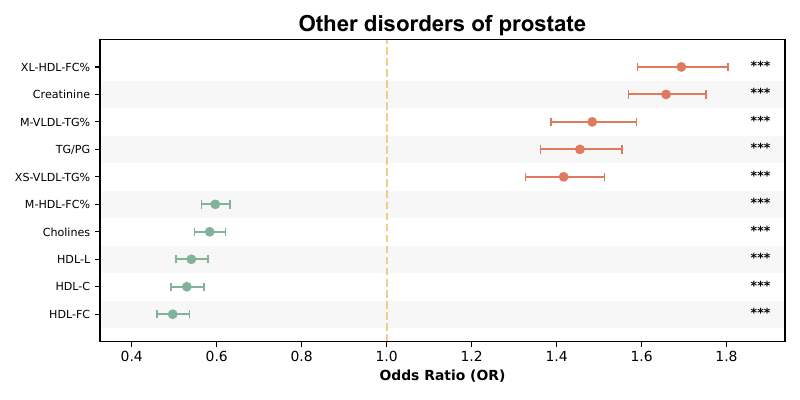 Other disorders of prostate
XL-HDL-FC% ***
Creatinine ***
M-VLDL-TG% ***
TG/PG ***
XS-VLDL-TG% ***
M-HDL-FC% ***
Cholines ***
HDL-L ***
HDL-C ***
HDL-FC ***
0.4 0.6 0.8 1.0 1.2 1.4 1.6 1.8
Odds Ratio (OR)